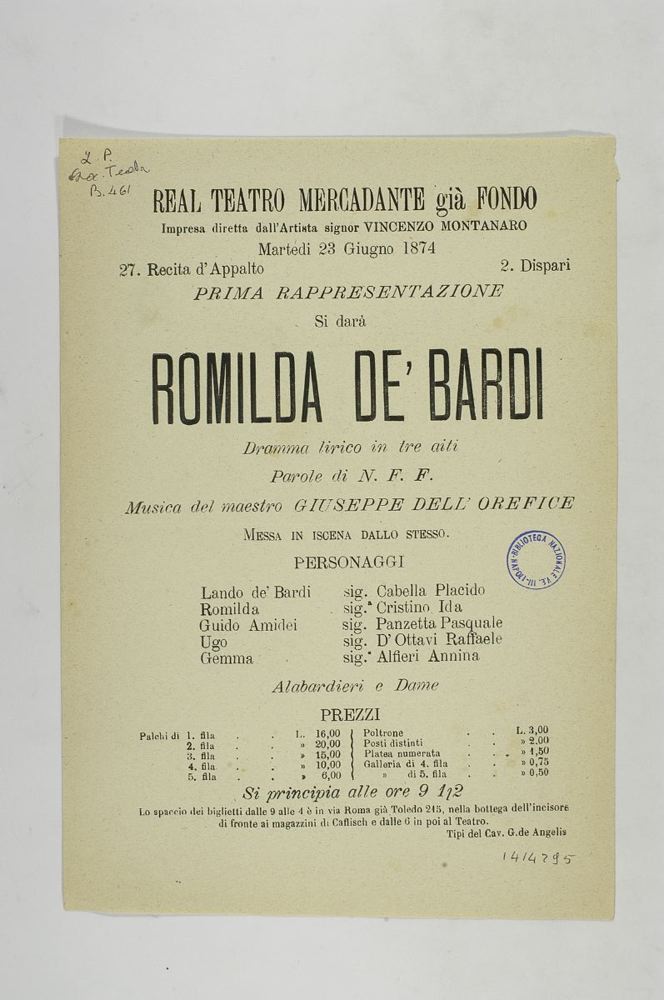 2. P.
B. 461
REAL TEATRO MERCADANTE già FONDO
Impresa diretta dall'Artista signor VINCENZO MONTANARO
Martedì 23 Giugno 1874
27. Recita d'Appalto 2. Dispari
PRIMA RAPPRESENTAZIONE
Si darà
ROMILDA DE' BARDI
Dramma lirico in tre atti
Parole di N. F. F.
Musica del maestro GIUSEPPE DELL' OREFICE
MESSA IN ISCENA DALLO STESSO.
PERSONAGGI
Lando de' Bardi sig. Cabella Placido
Romilda sig.ª Cristino Ida
Guido Amidei sig. Panzetta Pasquale
Ugo sig. D'Ottavi Raffaele
Gemma sig.ª Alfieri Annina
Alabardieri e Dame
PREZZI
Palchi di 1. fila . . L. 16,00 Poltrone . . L. 3,00
2. fila . . » 20,00 Posti distinti . . » 2,00
3. fila . . » 15,00 Platea numerata . . » 1,50
4. fila . . » 10,00 Galleria di 4. fila . . » 0,75
5. fila . . » 6,00 » di 5. fila . . » 0,50
Si principia alle ore 9 1/2
Lo spaccio dei biglietti dalle 9 alle 4 è in via Roma già Toledo 215, nella bottega dell'incisore
di fronte ai magazzini di Caflisch e dalle 6 in poi al Teatro.
Tipi del Cav. G. de Angelis
1414795
BIBLIOTECA NAZIONALE VE. III. NAPOLI